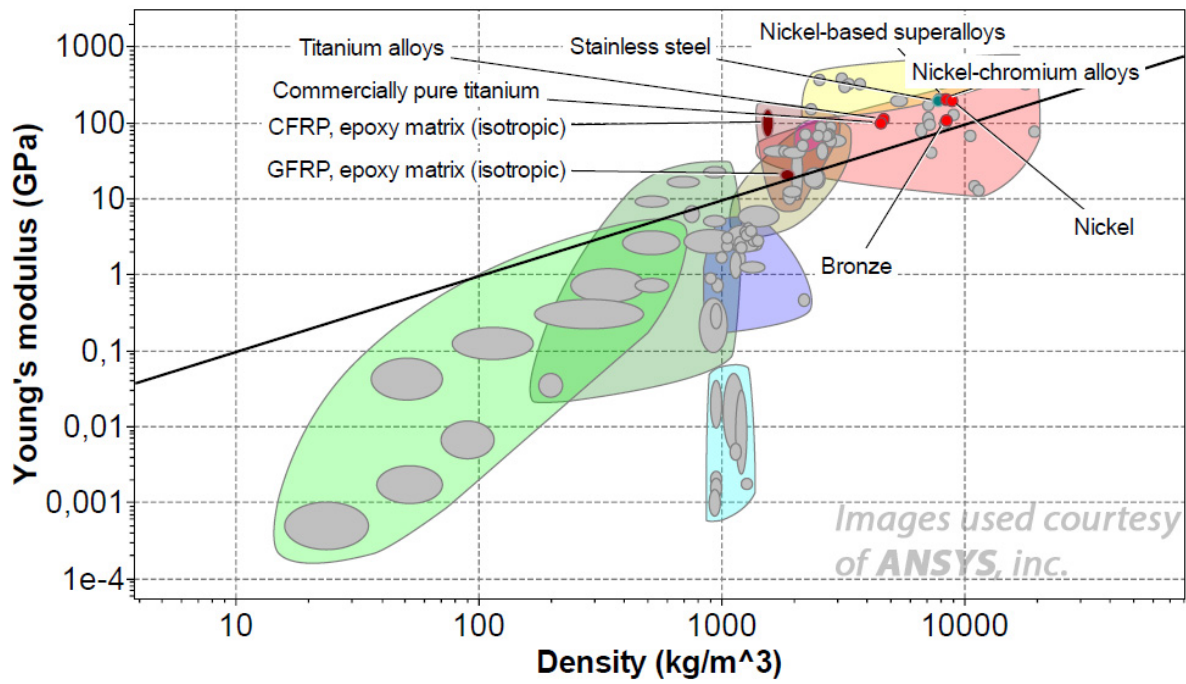 1000
100
10
1
0,1
0,01
0,001
1e-4
Young's modulus (GPa)
Titanium alloys
Stainless steel
Nickel-based superalloys
Commercially pure titanium
Nickel-chromium alloys
CFRP, epoxy matrix (isotropic)
GFRP, epoxy matrix (isotropic)
Nickel
Bronze
Images used courtesy
of ANSYS, inc.
10
100
1000
10000
Density (kg/m^3)